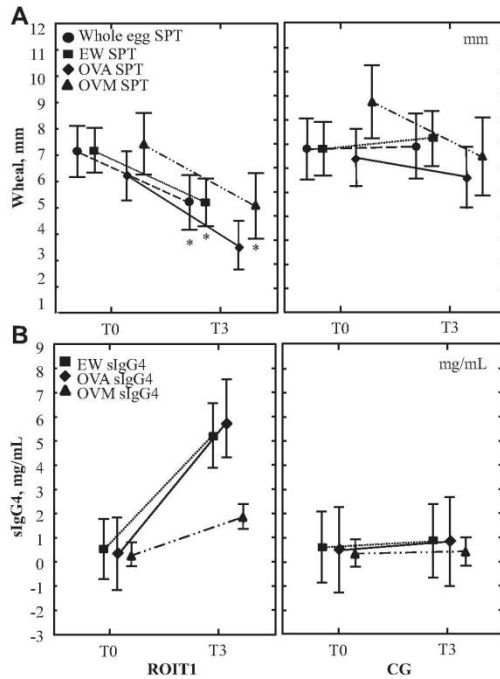 A
Whole egg SPT
EW SPT
OVA SPT
OVM SPT
mm
Wheal, mm
12
11
10
9
8
7
6
5
4
3
2
1
* * *
T0 T3 T0 T3
B
EW sIgG4
OVA sIgG4
OVM sIgG4
mg/mL
sIgG4, mg/mL
9
8
7
6
5
4
3
2
1
0
-1
-2
-3
T0 T3 T0 T3
ROIT1 CG